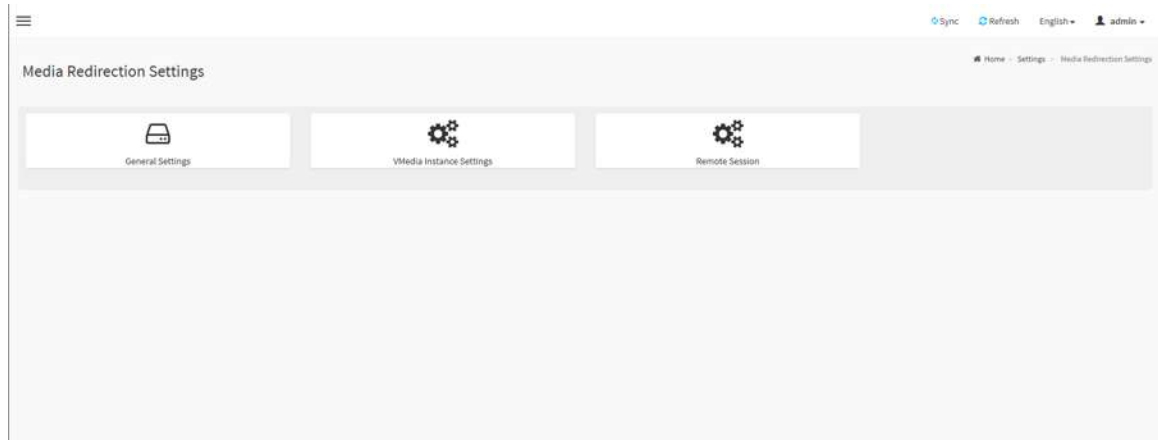 Sync Refresh English admin
Home Settings Media Redirection Settings
Media Redirection Settings
General Settings VMedia Instance Settings Remote Session